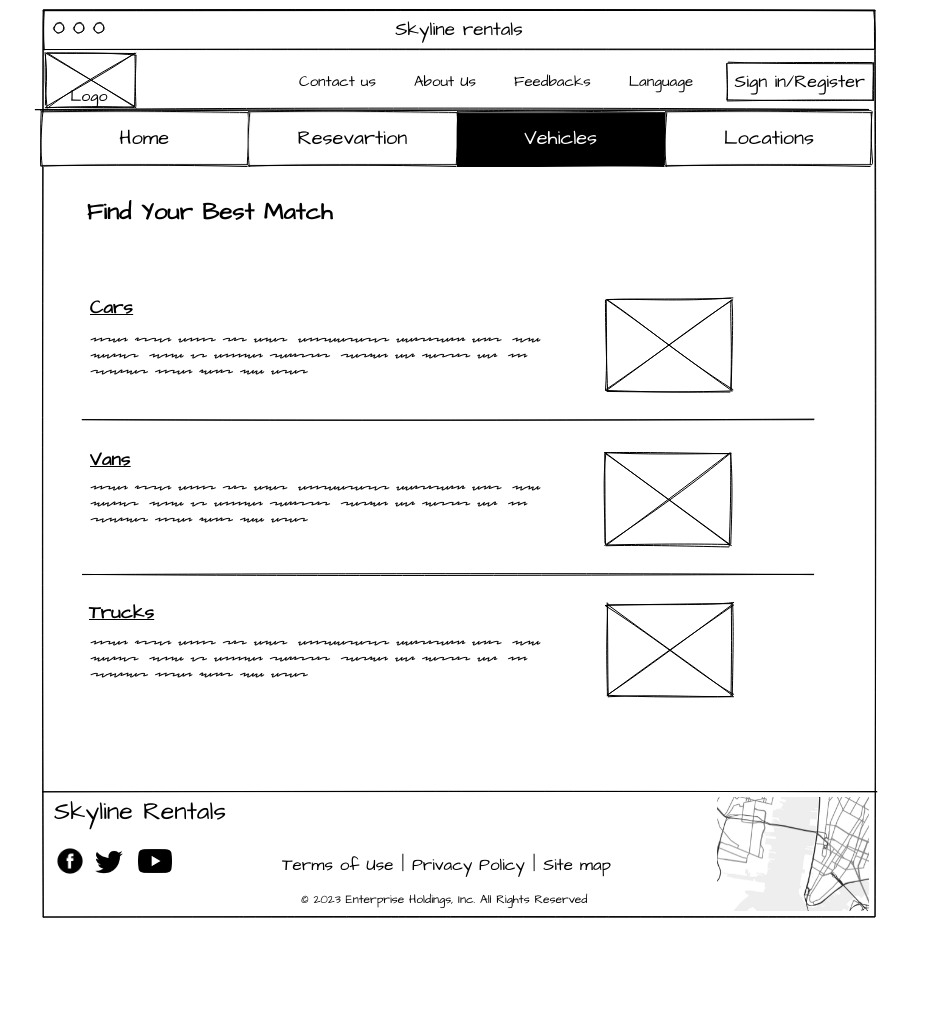 Skyline rentals
Logo
Contact us About Us Feedbacks Language Sign in/Register
Home Resevartion Vehicles Locations
Find Your Best Match
Cars
Vans
Trucks
Skyline Rentals
Terms of Use | Privacy Policy | Site map
© 2023 Enterprise Holdings, Inc. All Rights Reserved